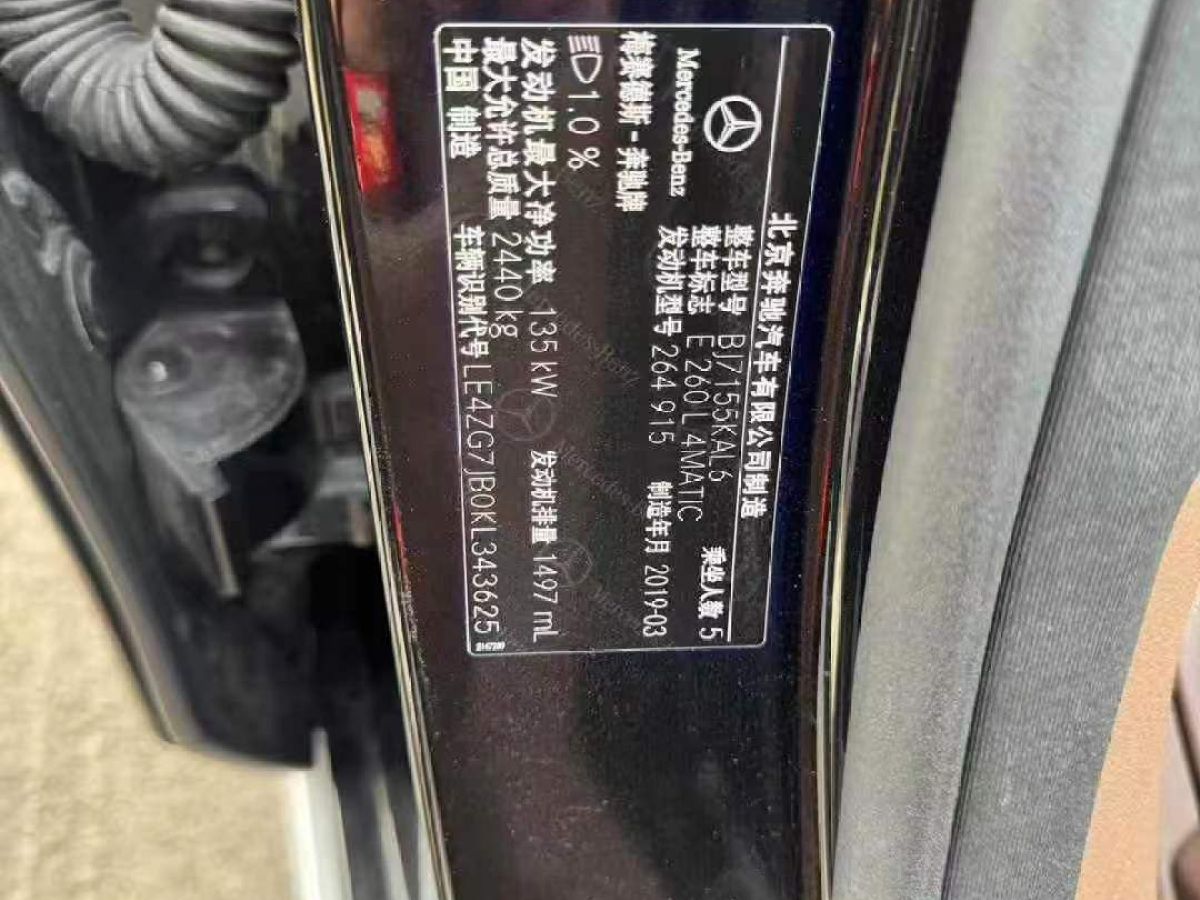 北京奔驰汽车有限公司制造
Mercedes-Benz
梅赛德斯-奔驰牌
整车型号 BJ7155KAL6 乘坐人数 5
整车标志 E 260 L 4MATIC
发动机型号 264 915 制造年月 2019-03
1.0%
发动机最大净功率 135 kW 发动机排量 1497 mL
最大允许总质量 2440 kg
中国 制造 车辆识别代号 LE4ZG7JB0KL343625